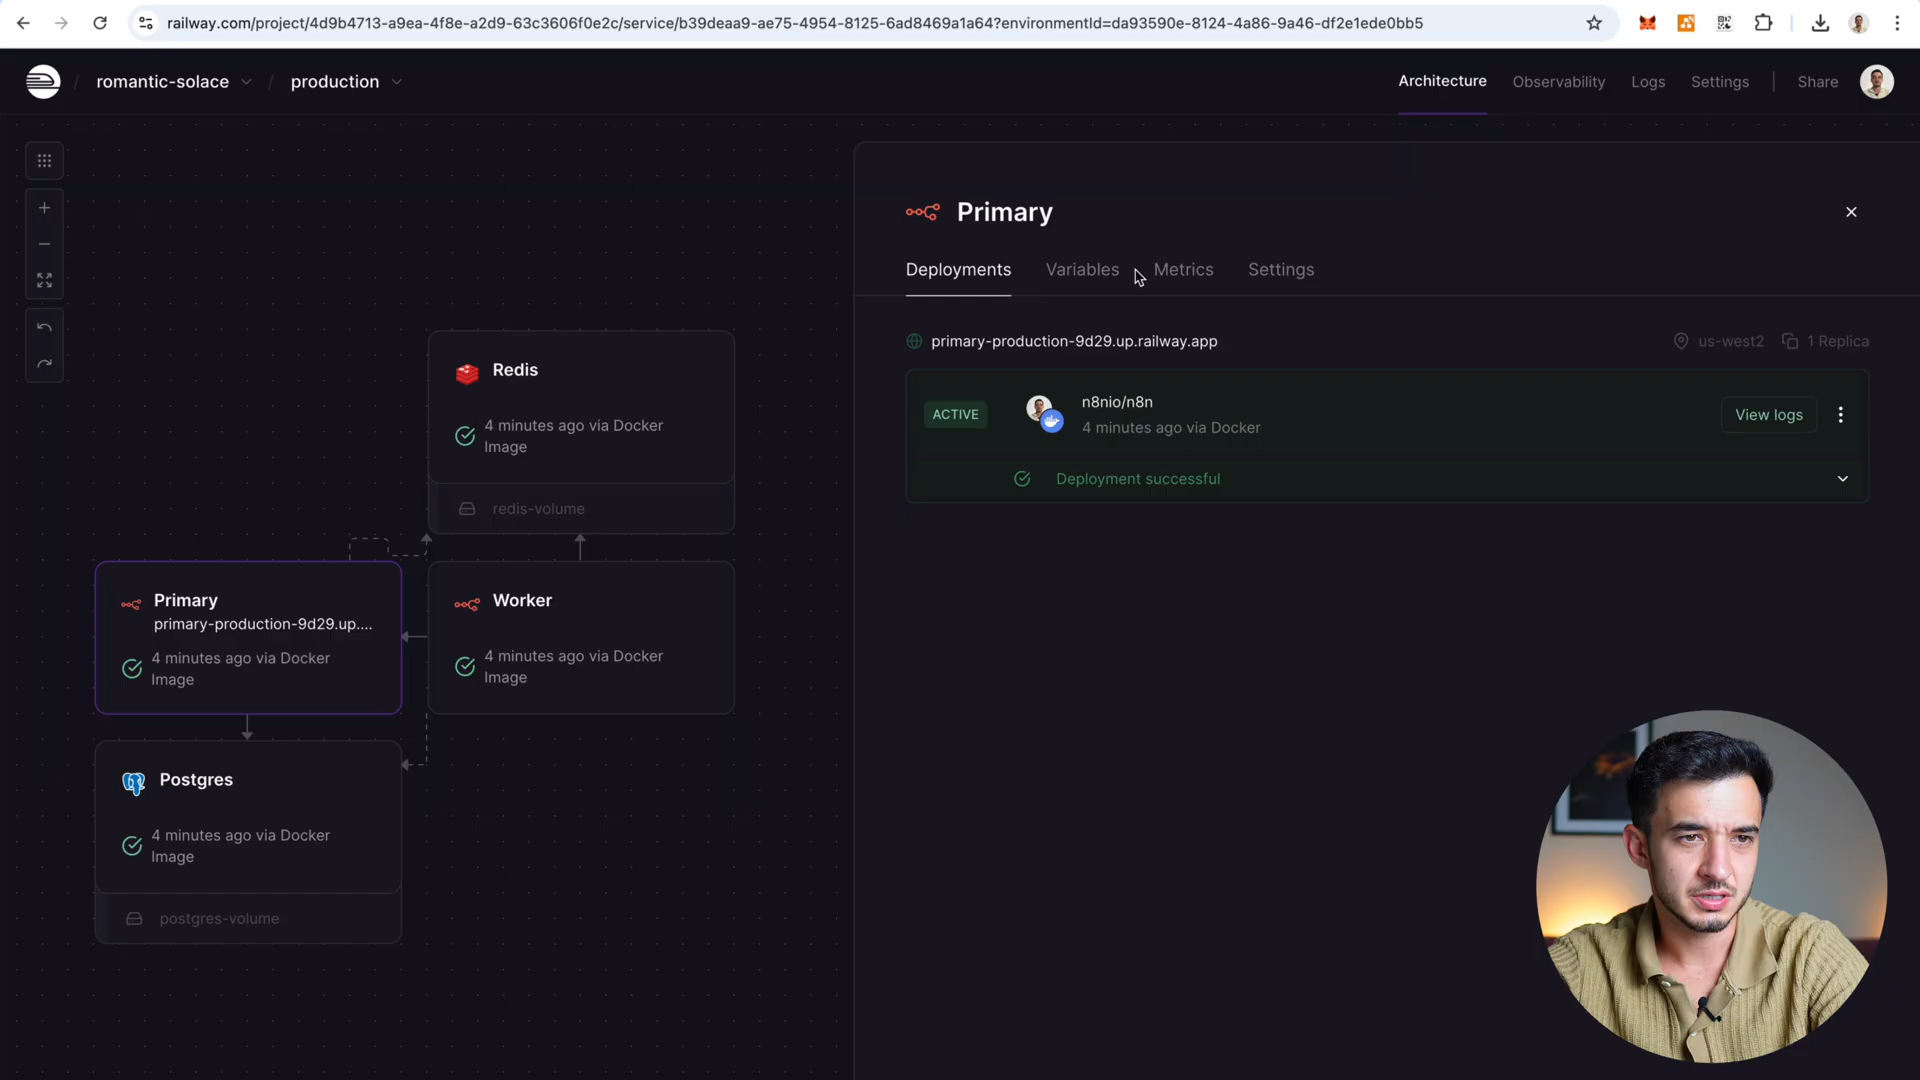 railway.com/project/4d9b4713-a9ea-4f8e-a2d9-63c3606f0e2c/service/b39deaa9-ae75-4954-8125-6ad8469a1a64?environmentId=da93590e-8124-4a86-9a46-df2e1ede0bb5
romantic-solace / production
Architecture Observability Logs Settings Share
Primary
Deployments Variables Metrics Settings
primary-production-9d29.up.railway.app us-west2 1 Replica
ACTIVE
n8nio/n8n
4 minutes ago via Docker
View logs
Deployment successful
Redis
4 minutes ago via Docker
Image
redis-volume
Primary
primary-production-9d29.up....
4 minutes ago via Docker
Image
Worker
4 minutes ago via Docker
Image
Postgres
4 minutes ago via Docker
Image
postgres-volume